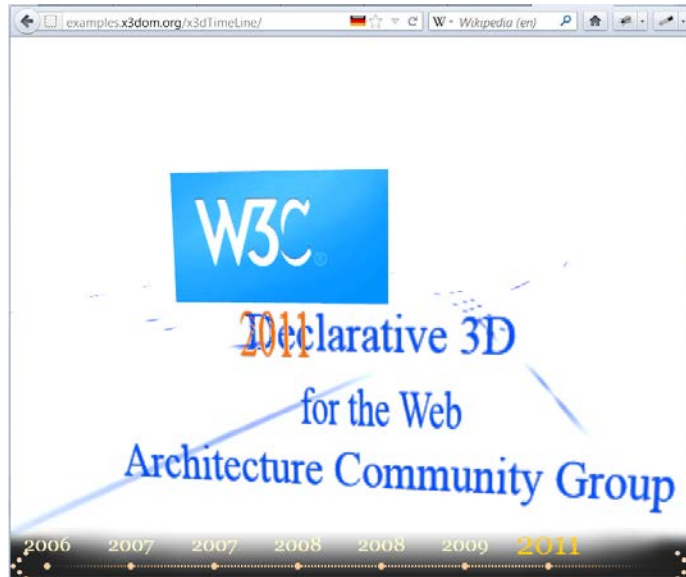 examples.x3dom.org/x3dTimeLine/ W Wikipedia (en)
W3C®
2011
Declarative 3D
for the Web
Architecture Community Group
2006 2007 2007 2008 2008 2009 2011